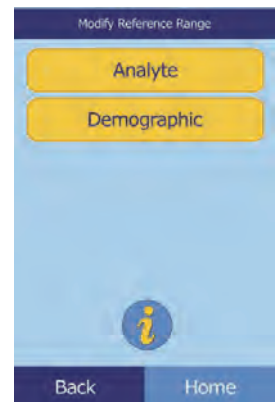 Modify Reference Range
Analyte
Demographic
i
Back Home